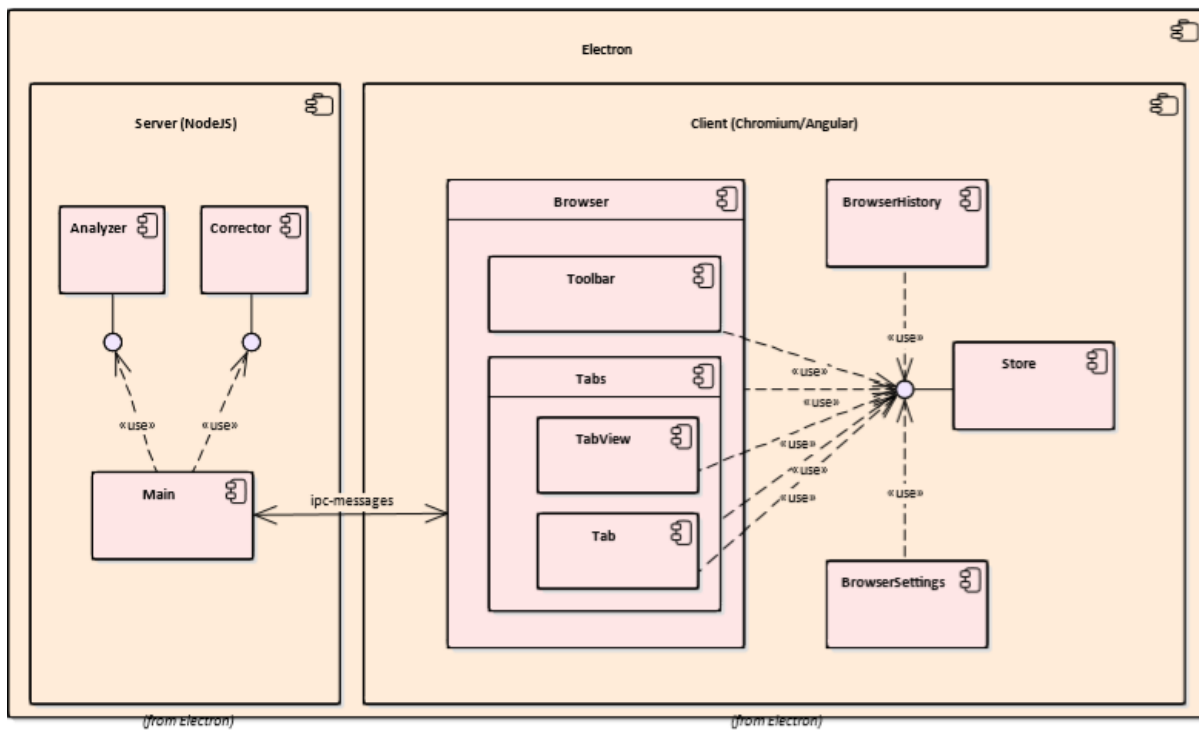 Electron
Server (NodeJS)
Client (Chromium/Angular)
Analyzer
Corrector
«use»
«use»
Main
ipc-messages
Browser
Toolbar
Tabs
TabView
Tab
BrowserHistory
«use»
Store
«use»
«use»
«use»
«use»
«use»
«use»
BrowserSettings
(from Electron)
(from Electron)